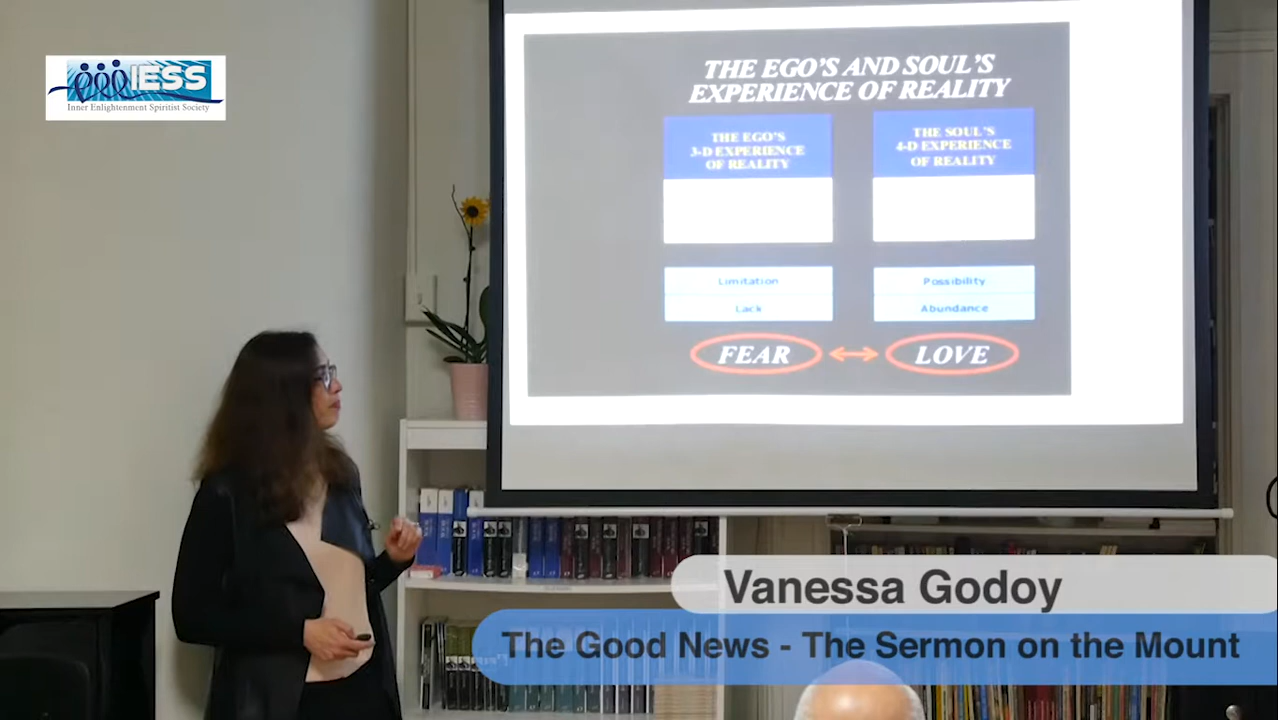 IESS
Inner Enlightenment Spiritist Society
THE EGO'S AND SOUL'S
EXPERIENCE OF REALITY
THE EGO'S
3-D EXPERIENCE
OF REALITY
THE SOUL'S
4-D EXPERIENCE
OF REALITY
Limitation
Lack
Possibility
Abundance
FEAR
LOVE
Vanessa Godoy
The Good News - The Sermon on the Mount